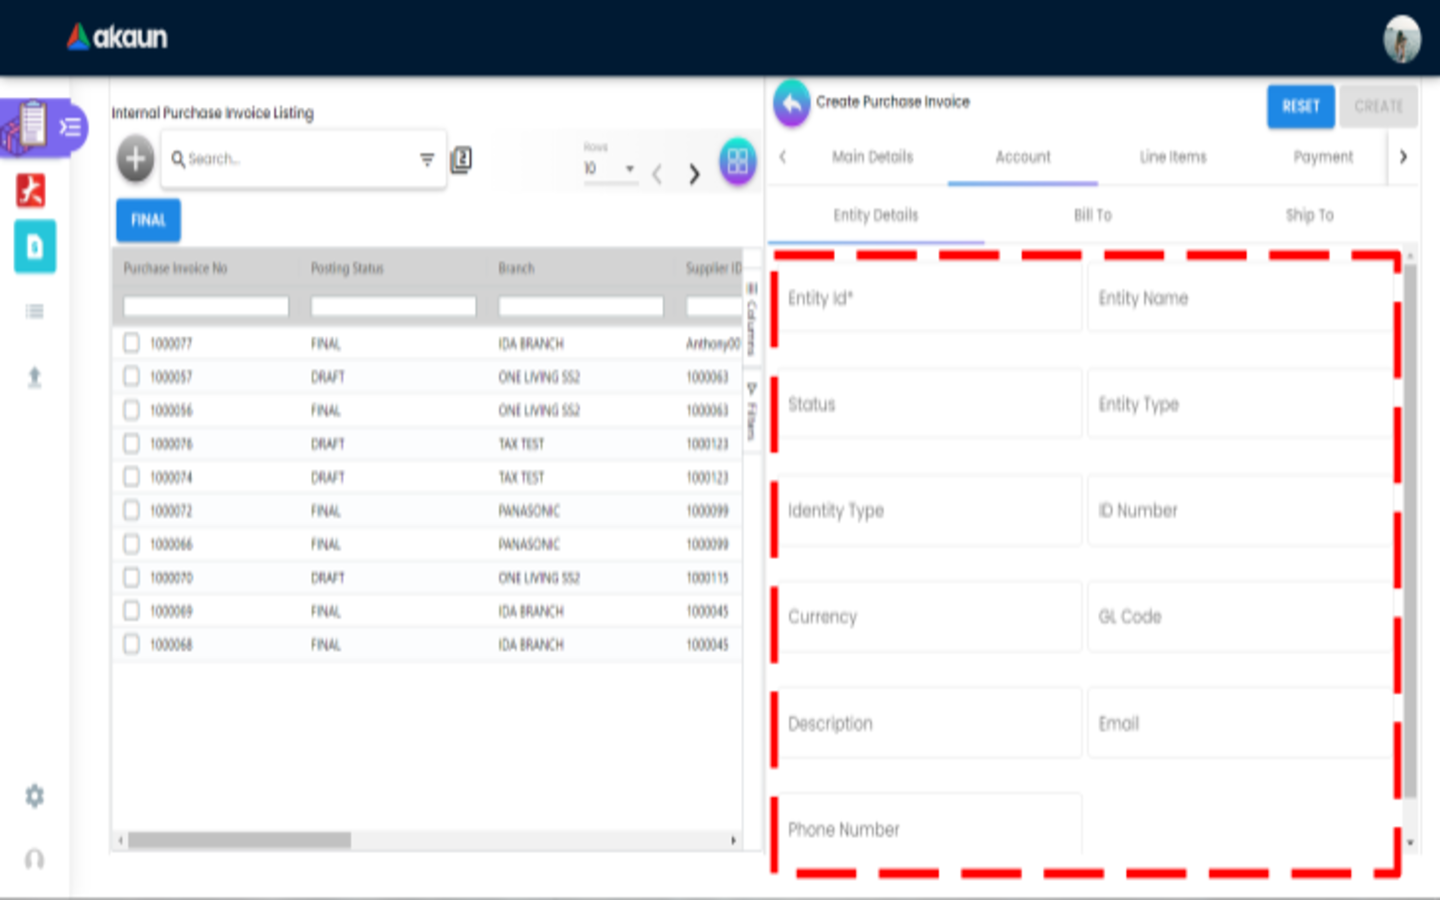 akaun
Internal Purchase Invoice Listing
Search...
2
Rows
10
FINAL
Purchase Invoice No Posting Status Branch Supplier ID
1000077 FINAL IDA BRANCH Anthony00
1000057 DRAFT ONE LIVING SS2 1000063
1000056 FINAL ONE LIVING SS2 1000063
1000076 DRAFT TAX TEST 1000123
1000074 DRAFT TAX TEST 1000123
1000072 FINAL PANASONIC 1000099
1000066 FINAL PANASONIC 1000099
1000070 DRAFT ONE LIVING SS2 1000115
1000069 FINAL IDA BRANCH 1000045
1000068 FINAL IDA BRANCH 1000045
Columns
Filters
Create Purchase Invoice
RESET CREATE
Main Details Account Line Items Payment
Entity Details Bill To Ship To
Entity Id* Entity Name
Status Entity Type
Identity Type ID Number
Currency GL Code
Description Email
Phone Number